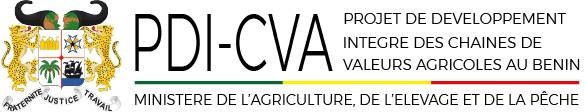 PDI-CVA
PROJET DE DEVELOPPEMENT
INTEGRE DES CHAINES DE
VALEURS AGRICOLES AU BENIN
MINISTERE DE L'AGRICULTURE, DE L'ELEVAGE ET DE LA PÊCHE
FRATERNITE JUSTICE TRAVAIL